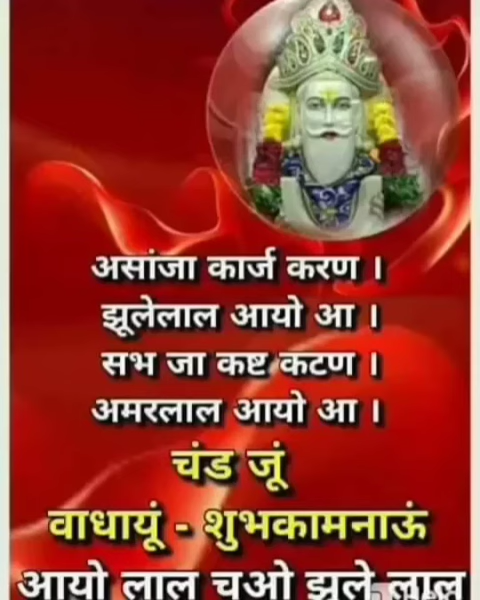 असांजा कार्ज करण ।
झूलेलाल आयो आ ।
सभ जा कष्ट कटण ।
अमरलाल आयो आ ।
चंड जूं
वाधायूं - शुभकामनाऊं
आयो लाल चओ झूले लाल